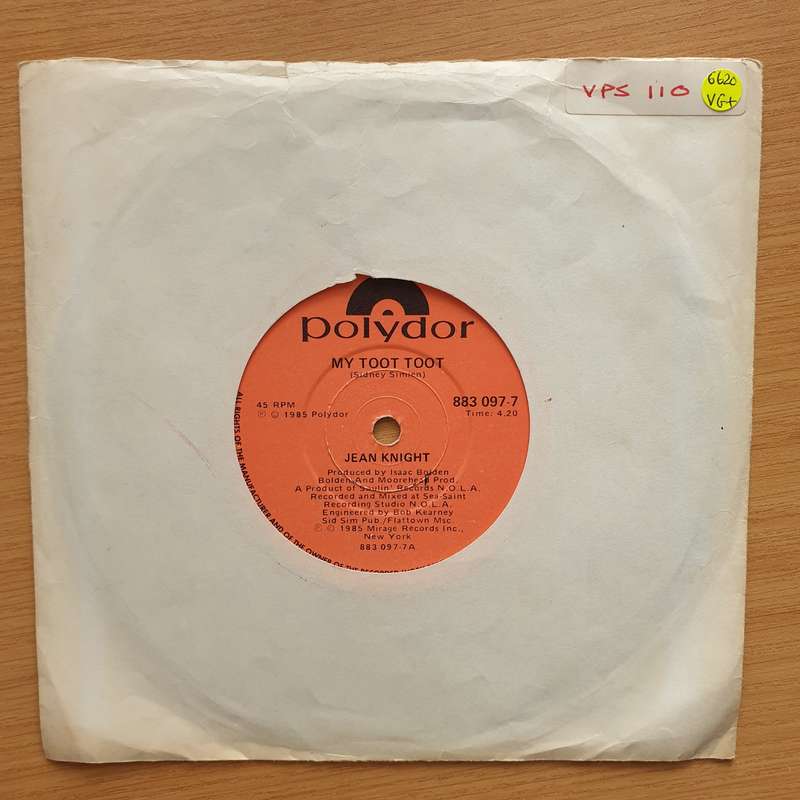 VPS 110
6620
VG+
polydor
MY TOOT TOOT
(Sidney Simien)
45 RPM
883 097-7
℗ © 1985 Polydor
Time: 4.20
JEAN KNIGHT
Produced by Isaac Bolden
Bolden And Moorehead Prod.
A Product of Soulin' Records N.O.L.A.
Recorded and Mixed at Sea-Saint
Recording Studio N.O.L.A.
Engineered by Bob Kearney
Sid Sim Pub./Flattown Msc.
℗ © 1985 Mirage Records Inc.,
New York
883 097-7A
ALL RIGHTS OF THE MANUFACTURER AND OF THE OWNER OF THE RECORDED